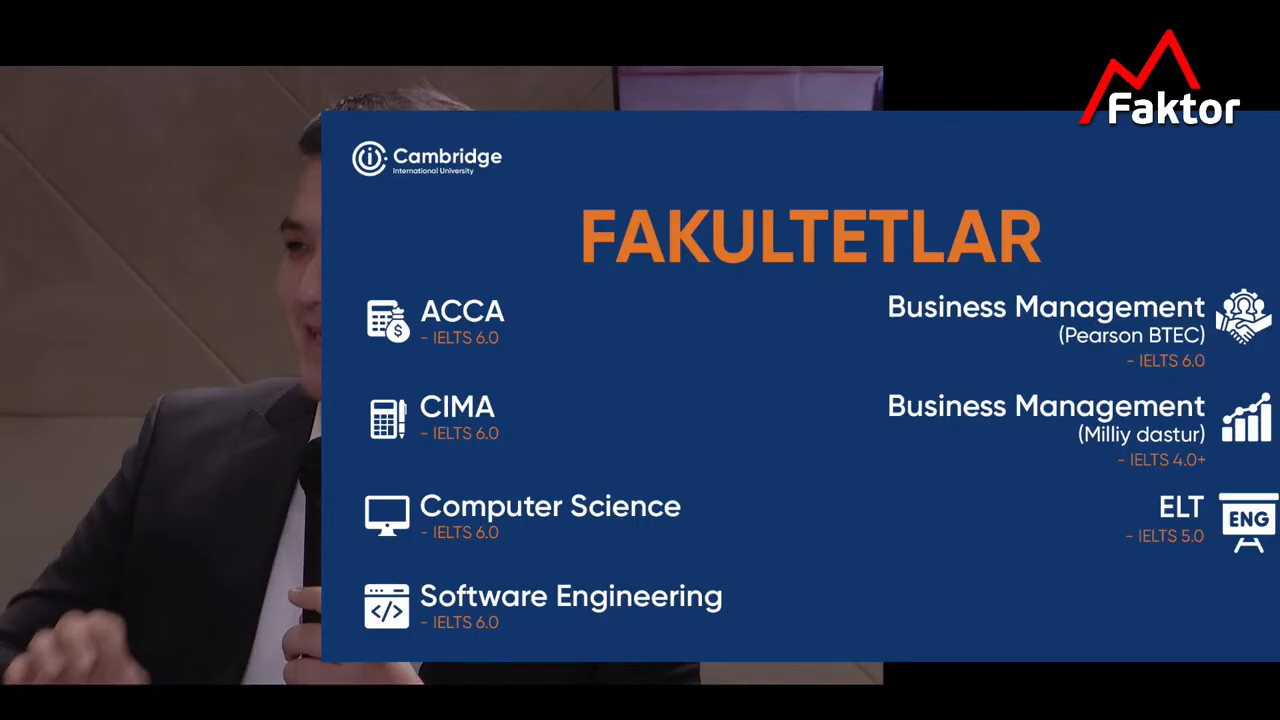 Faktor
Cambridge
International University
FAKULTETLAR
ACCA
- IELTS 6.0
CIMA
- IELTS 6.0
Computer Science
- IELTS 6.0
</>
Software Engineering
- IELTS 6.0
Business Management
(Pearson BTEC)
- IELTS 6.0
Business Management
(Milliy dastur)
- IELTS 4.0+
ELT
ENG
- IELTS 5.0